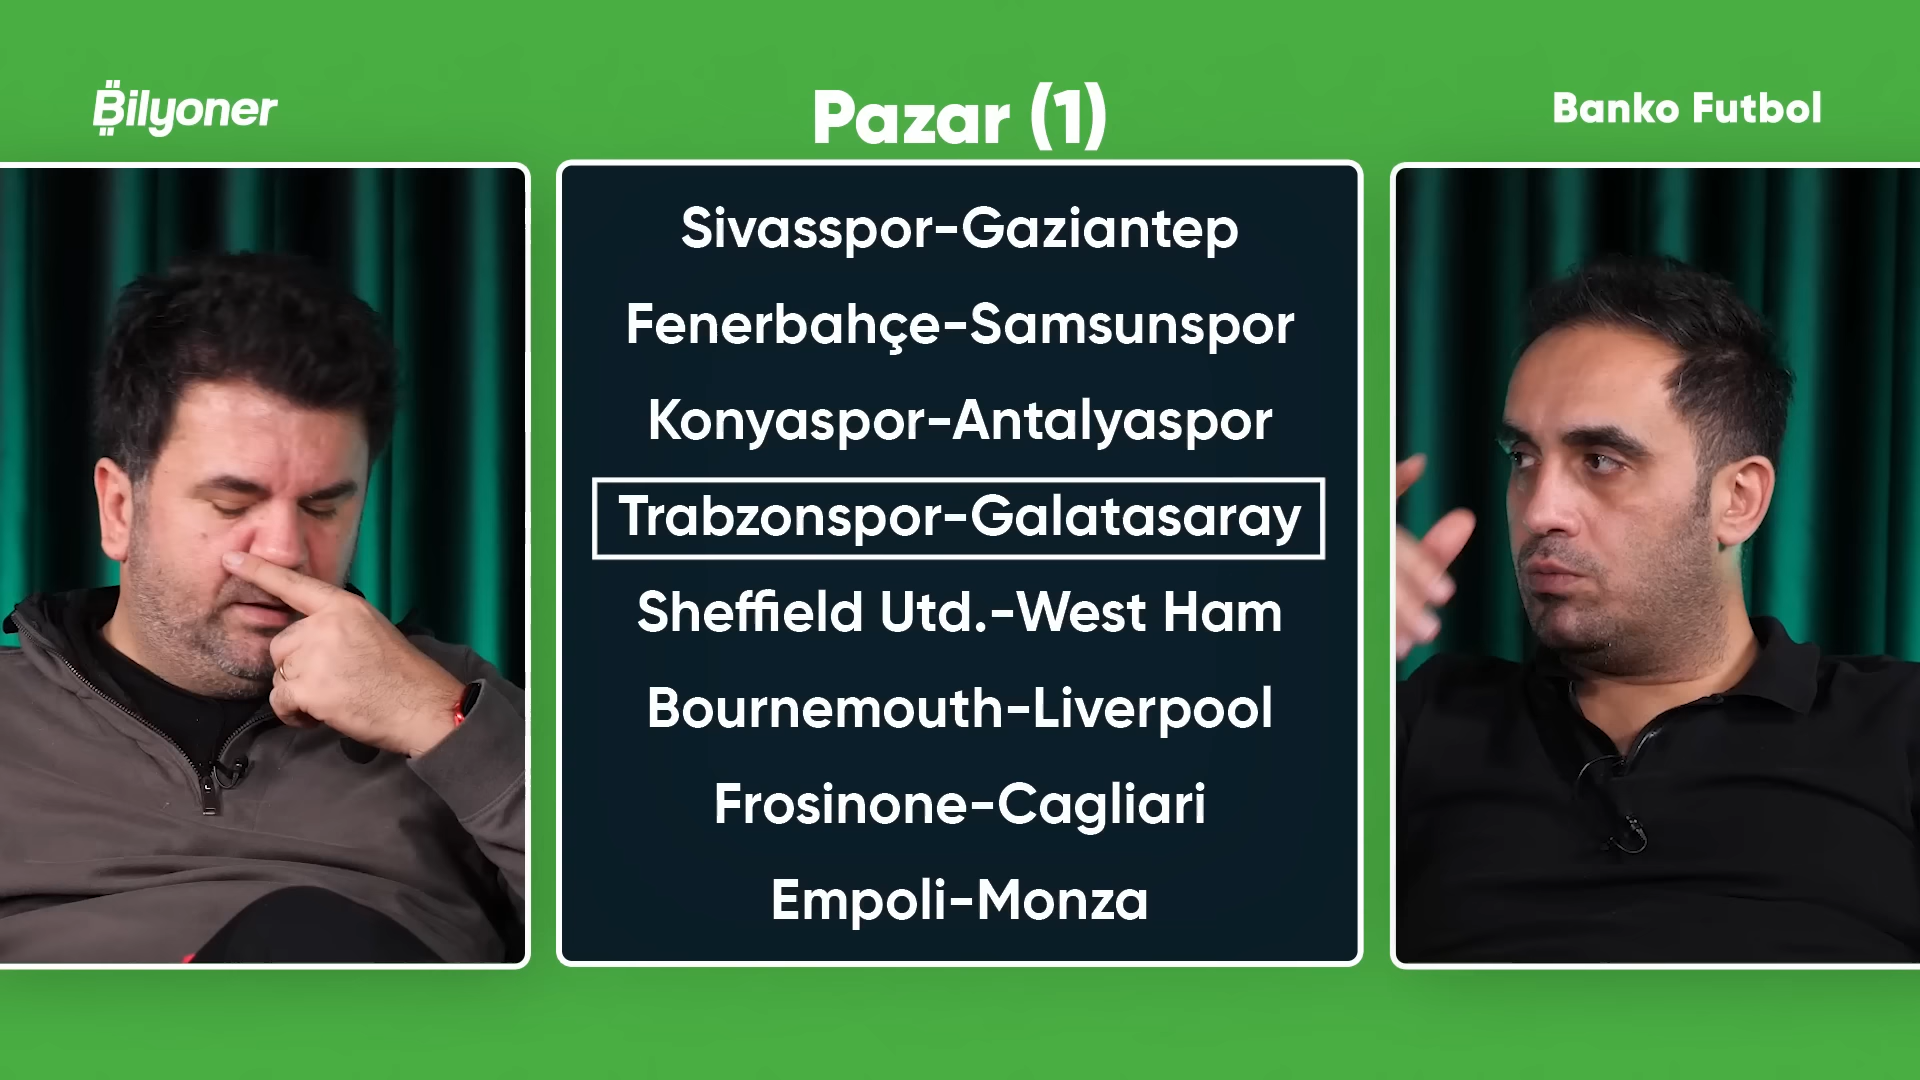 Bilyoner
Pazar (1)
Banko Futbol
Sivasspor-Gaziantep
Fenerbahçe-Samsunspor
Konyaspor-Antalyaspor
Trabzonspor-Galatasaray
Sheffield Utd.-West Ham
Bournemouth-Liverpool
Frosinone-Cagliari
Empoli-Monza